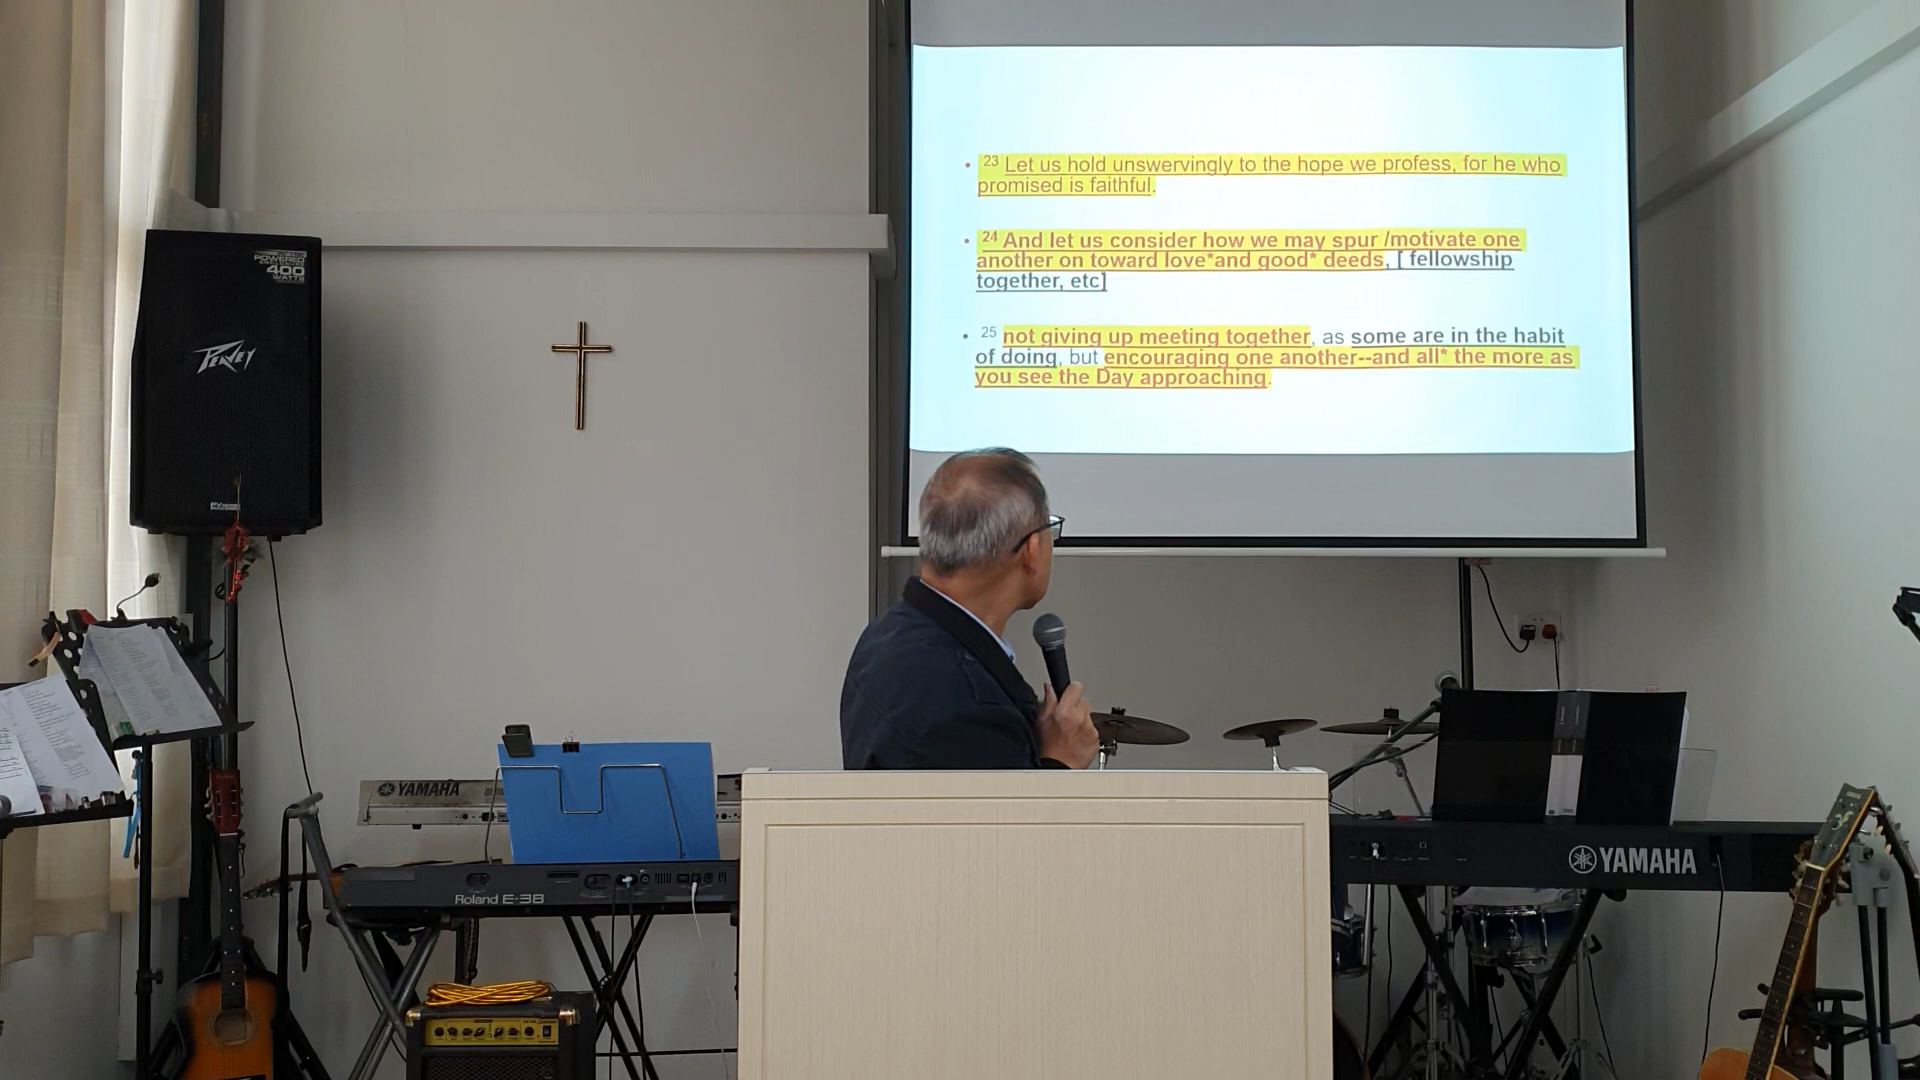 23 Let us hold unswervingly to the hope we profess, for he who
promised is faithful.
24 And let us consider how we may spur /motivate one
another on toward love*and good* deeds, [ fellowship
together, etc]
25 not giving up meeting together, as some are in the habit
of doing, but encouraging one another--and all* the more as
you see the Day approaching.
POWERED
ENCLOSURE
400
WATTS
PEAVEY
YAMAHA
Roland E-38
YAMAHA